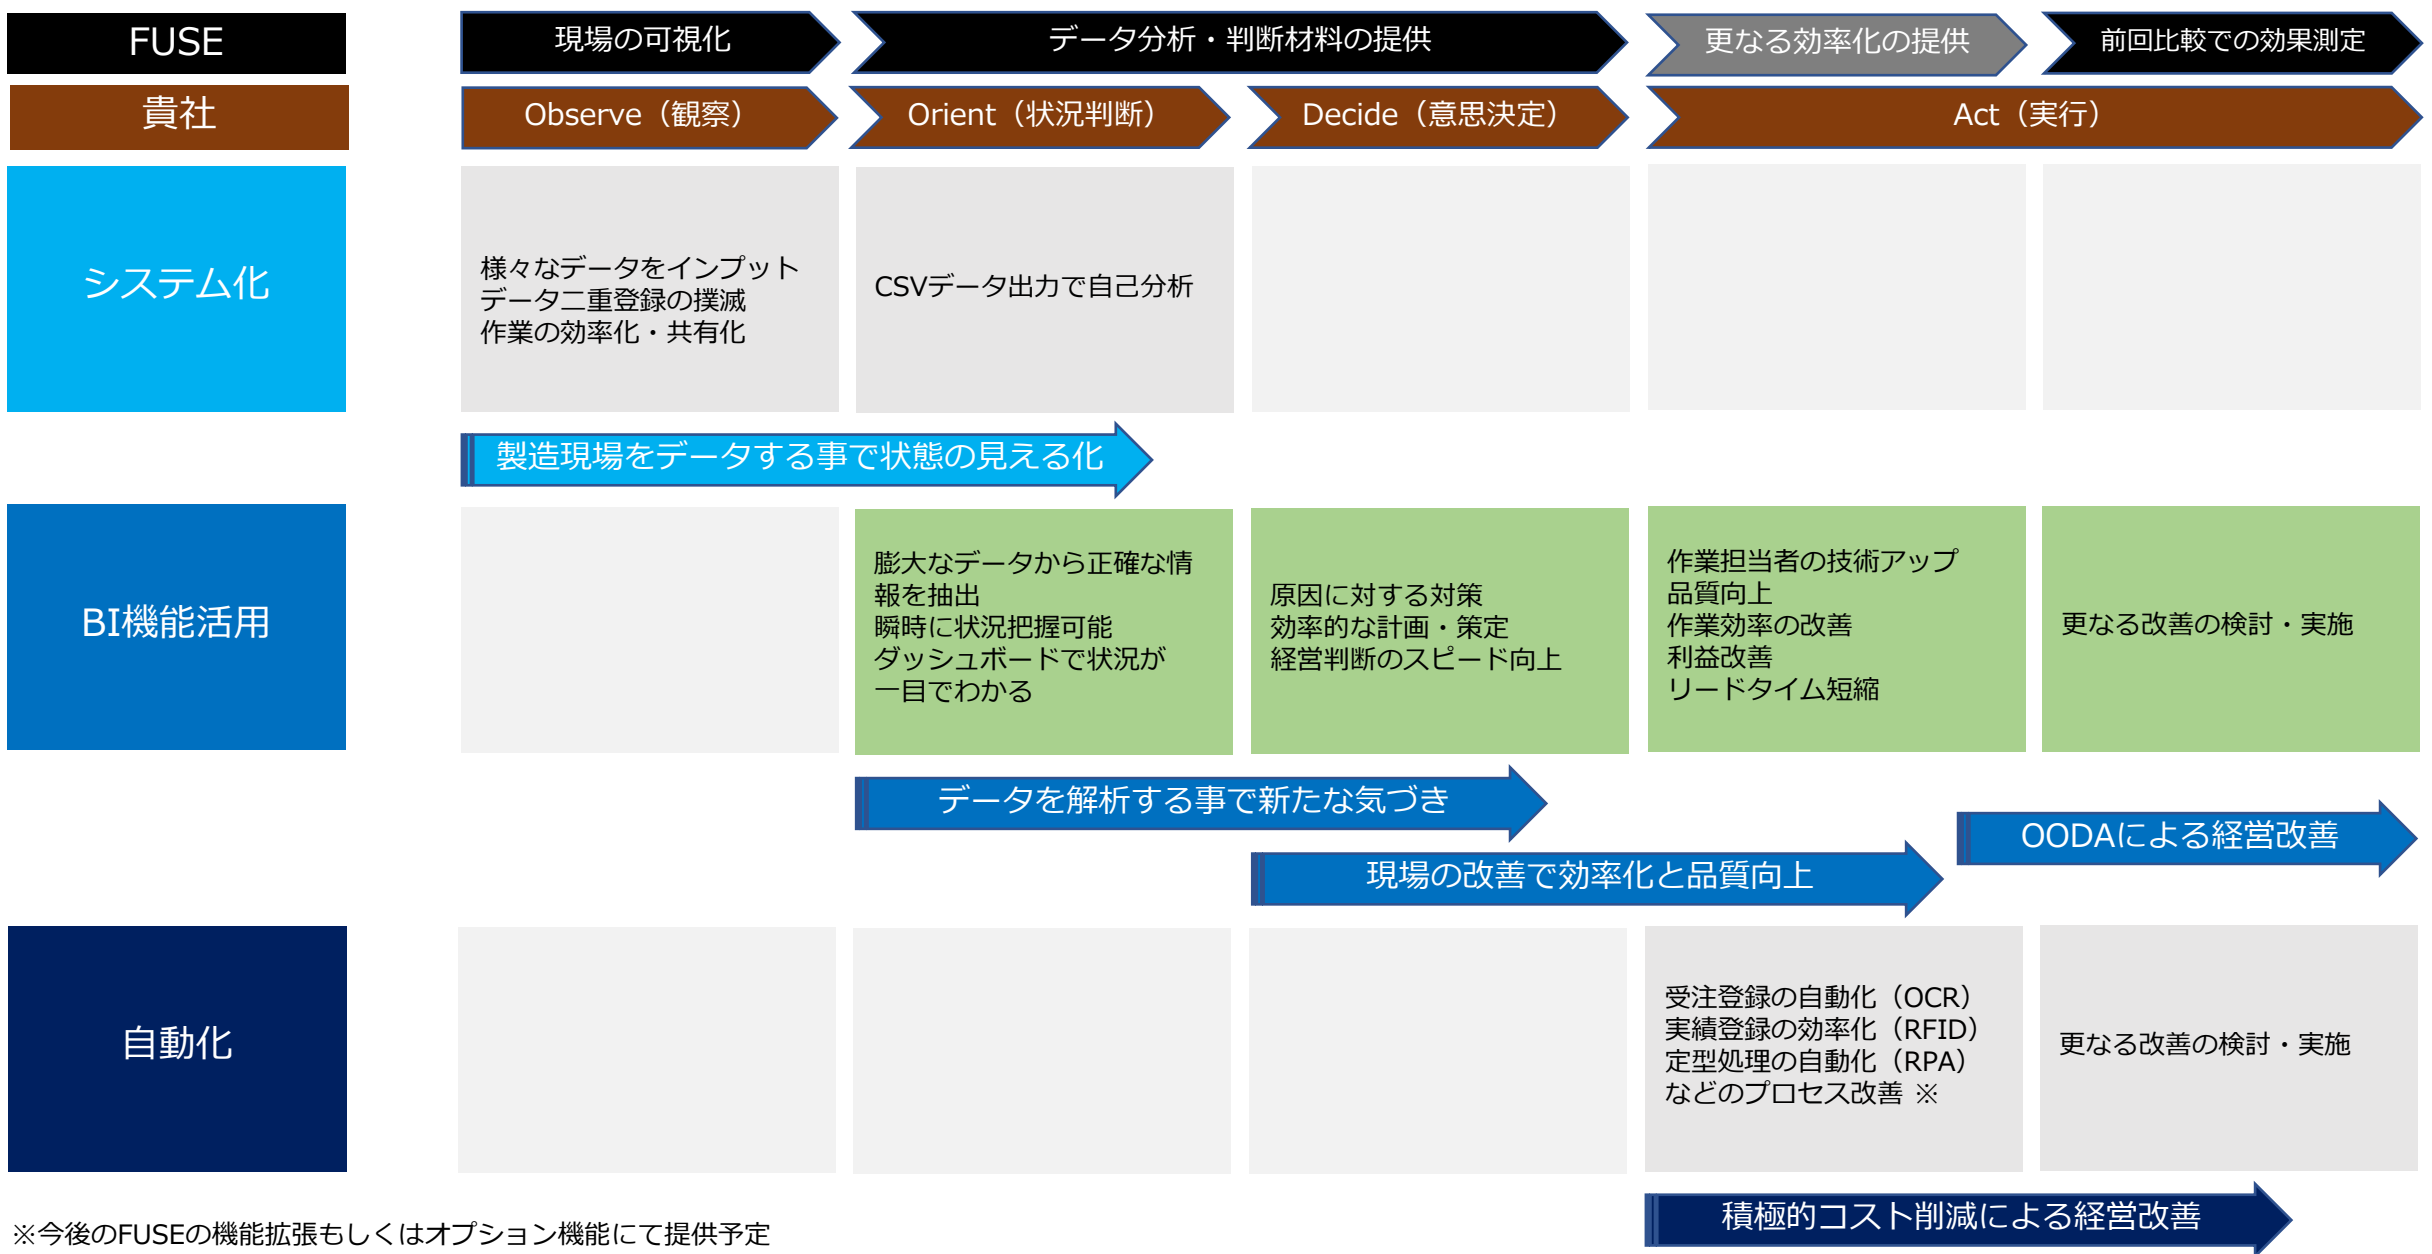 FUSE
現場の可視化
データ分析・判断材料の提供
更なる効率化の提供
前回比較での効果測定
貴社
Observe（観察）
Orient（状況判断）
Decide（意思決定）
Act（実行）
システム化
様々なデータをインプット
データ二重登録の撲滅
作業の効率化・共有化
CSVデータ出力で自己分析
製造現場をデータする事で状態の見える化
BI機能活用
膨大なデータから正確な情
報を抽出
瞬時に状況把握可能
ダッシュボードで状況が
一目でわかる
原因に対する対策
効率的な計画・策定
経営判断のスピード向上
作業担当者の技術アップ
品質向上
作業効率の改善
利益改善
リードタイム短縮
更なる改善の検討・実施
データを解析する事で新たな気づき
OODAによる経営改善
現場の改善で効率化と品質向上
自動化
受注登録の自動化（OCR）
実績登録の効率化（RFID）
定型処理の自動化（RPA）
などのプロセス改善 ※
更なる改善の検討・実施
積極的コスト削減による経営改善
※今後のFUSEの機能拡張もしくはオプション機能にて提供予定